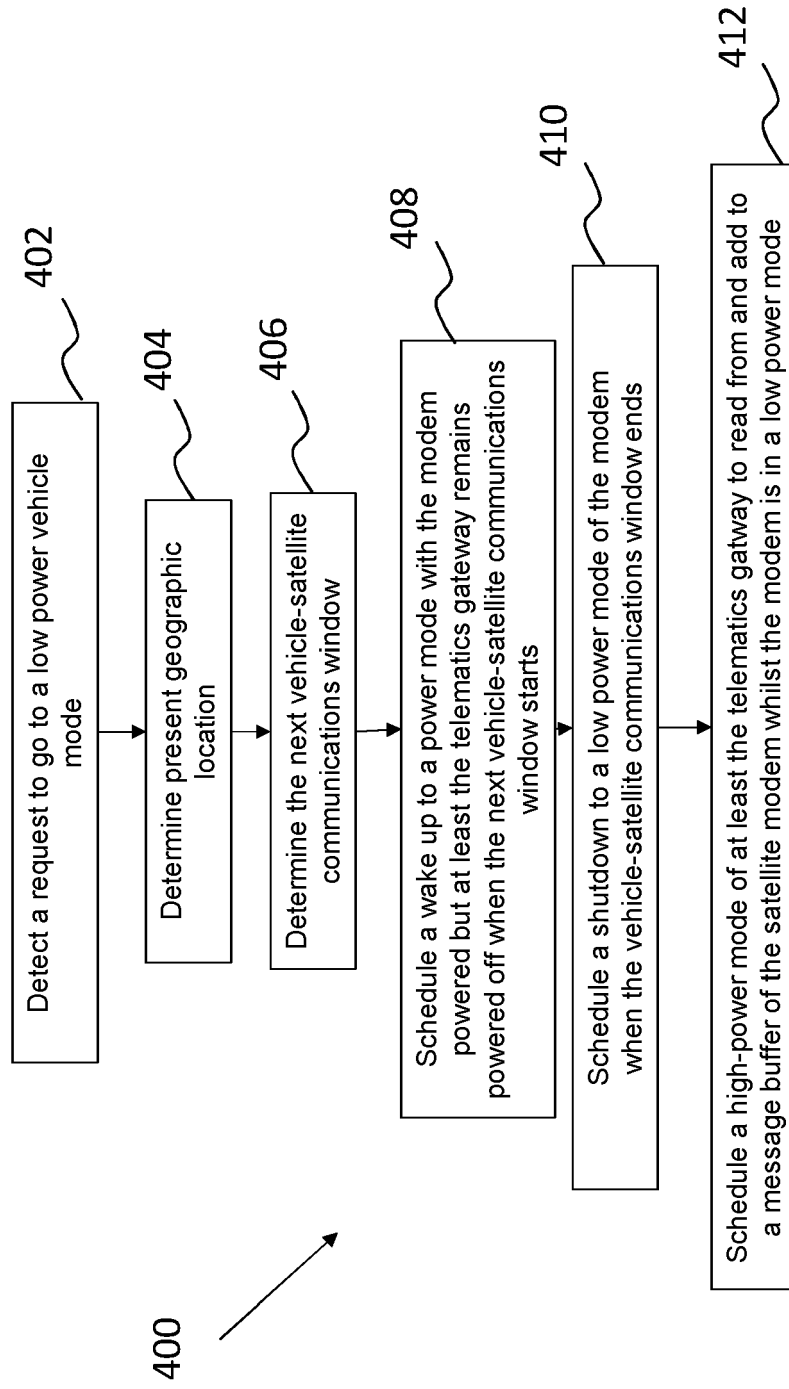 400
Detect a request to go to a low power vehicle
mode
402
Determine present geographic
location
404
Determine the next vehicle-satellite
communications window
406
Schedule a wake up to a power mode with the modem
powered but at least the telematics gateway remains
powered off when the next vehicle-satellite communications
window starts
408
Schedule a shutdown to a low power mode of the modem
when the vehicle-satellite communications window ends
410
Schedule a high-power mode of at least the telematics gatway to read from and add to
a message buffer of the satellite modem whilst the modem is in a low power mode
412